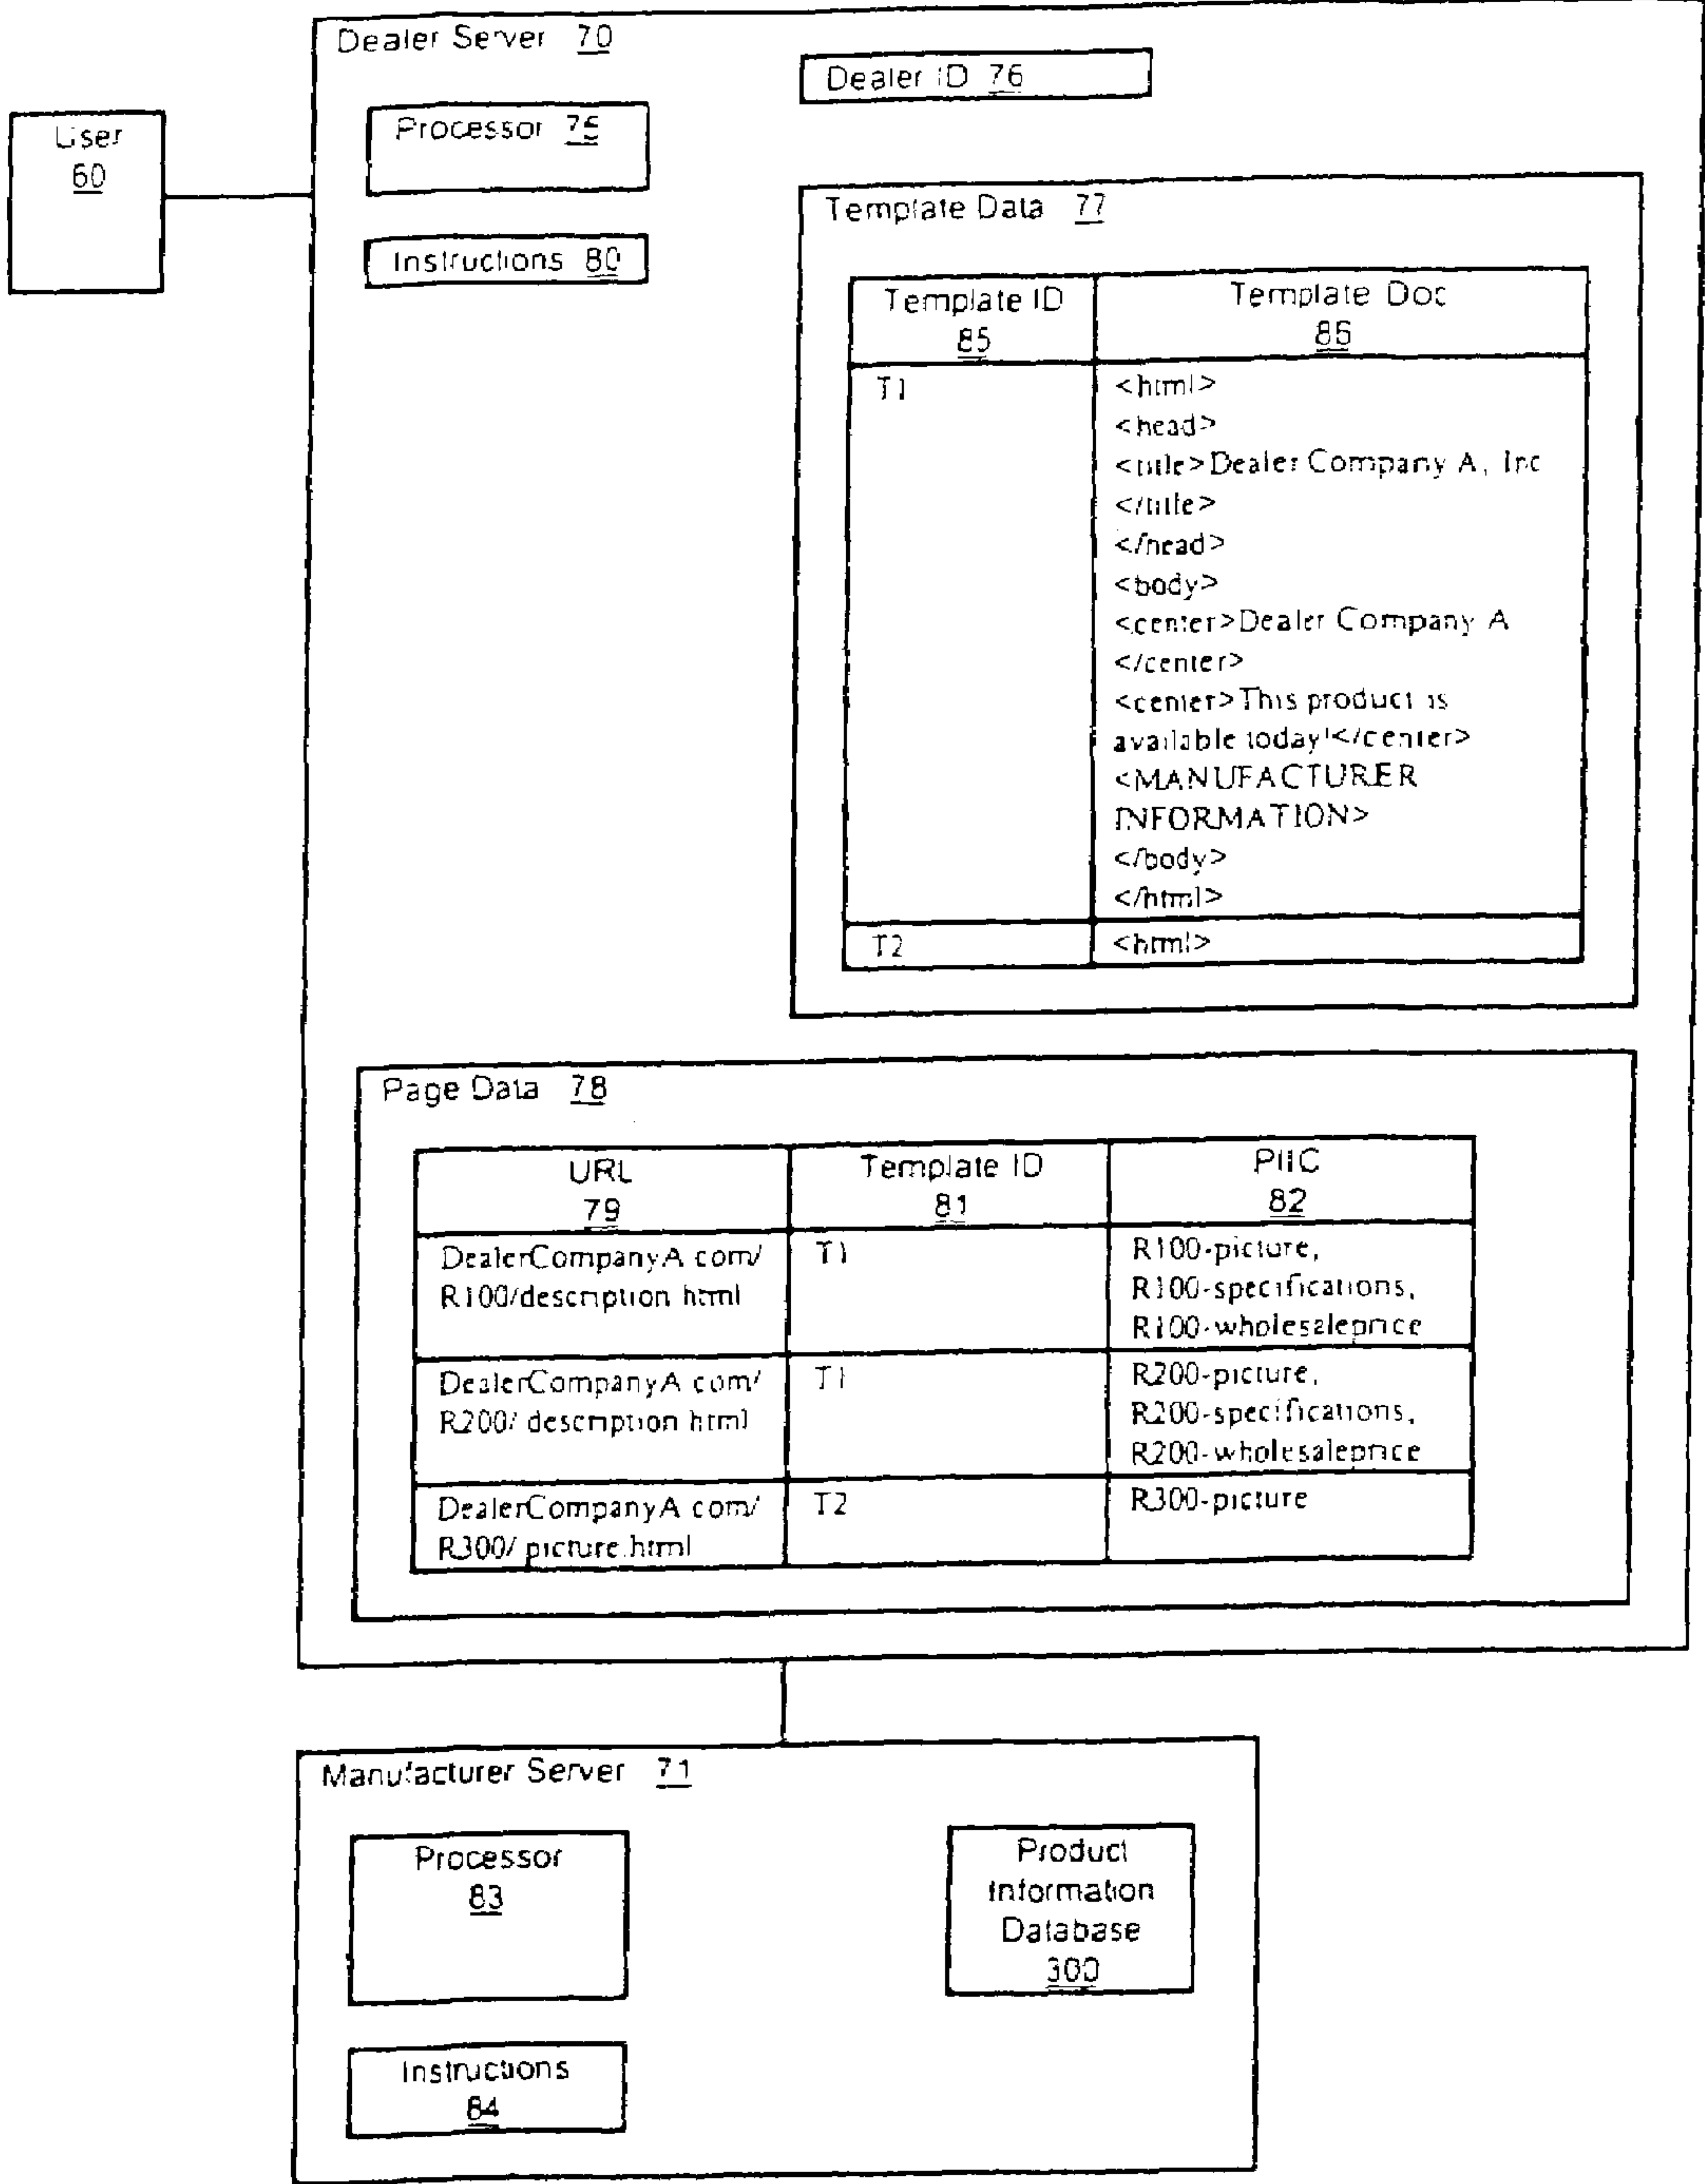 Dealer Server 70
Dealer ID 76
User
60
Processor 75
Instructions 80
Template Data 77
Template ID
85
Template Doc
86
T1
<html>
<head>
<title>Dealer Company A, Inc
</title>
</head>
<body>
<center>Dealer Company A
</center>
<center>This product is
available today!</center>
<MANUFACTURER
INFORMATION>
</body>
</html>
T2
<html>
Page Data 78
URL
79
Template ID
81
PIIC
82
DealerCompanyA com/
R100/description html
T1
R100-picture,
R100-specifications,
R100-wholesaleprice
DealerCompanyA com/
R200/ description html
T1
R200-picture,
R200-specifications,
R200-wholesaleprice
DealerCompanyA com/
R300/ picture.html
T2
R300-picture
Manufacturer Server 71
Processor
83
Product
Information
Database
300
Instructions
84